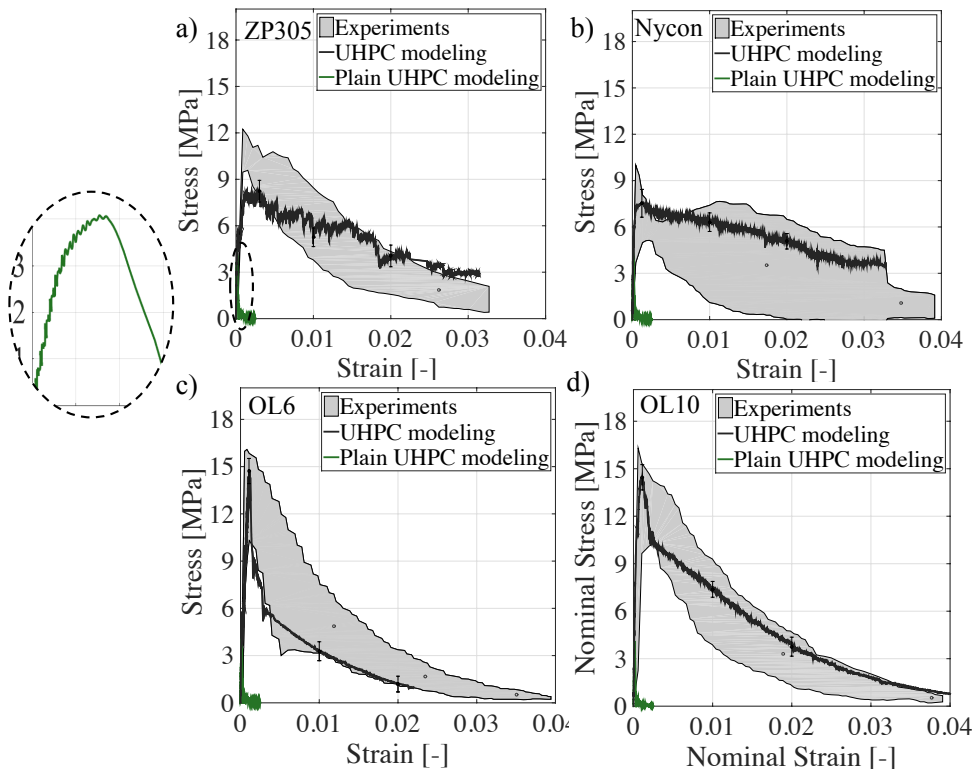 a) ZP305
Experiments
UHPC modeling
Plain UHPC modeling
18
15
12
9
6
3
0
Stress [MPa]
0 0.01 0.02 0.03 0.04
Strain [-]
b) Nycon
Experiments
UHPC modeling
Plain UHPC modeling
18
15
12
9
6
3
0
Stress [MPa]
0 0.01 0.02 0.03 0.04
Strain [-]
3
2
1
c) OL6
Experiments
UHPC modeling
Plain UHPC modeling
18
15
12
9
6
3
0
Stress [MPa]
0 0.01 0.02 0.03 0.04
Strain [-]
d) OL10
Experiments
UHPC modeling
Plain UHPC modeling
18
15
12
9
6
3
0
Nominal Stress [MPa]
0 0.01 0.02 0.03 0.04
Nominal Strain [-]